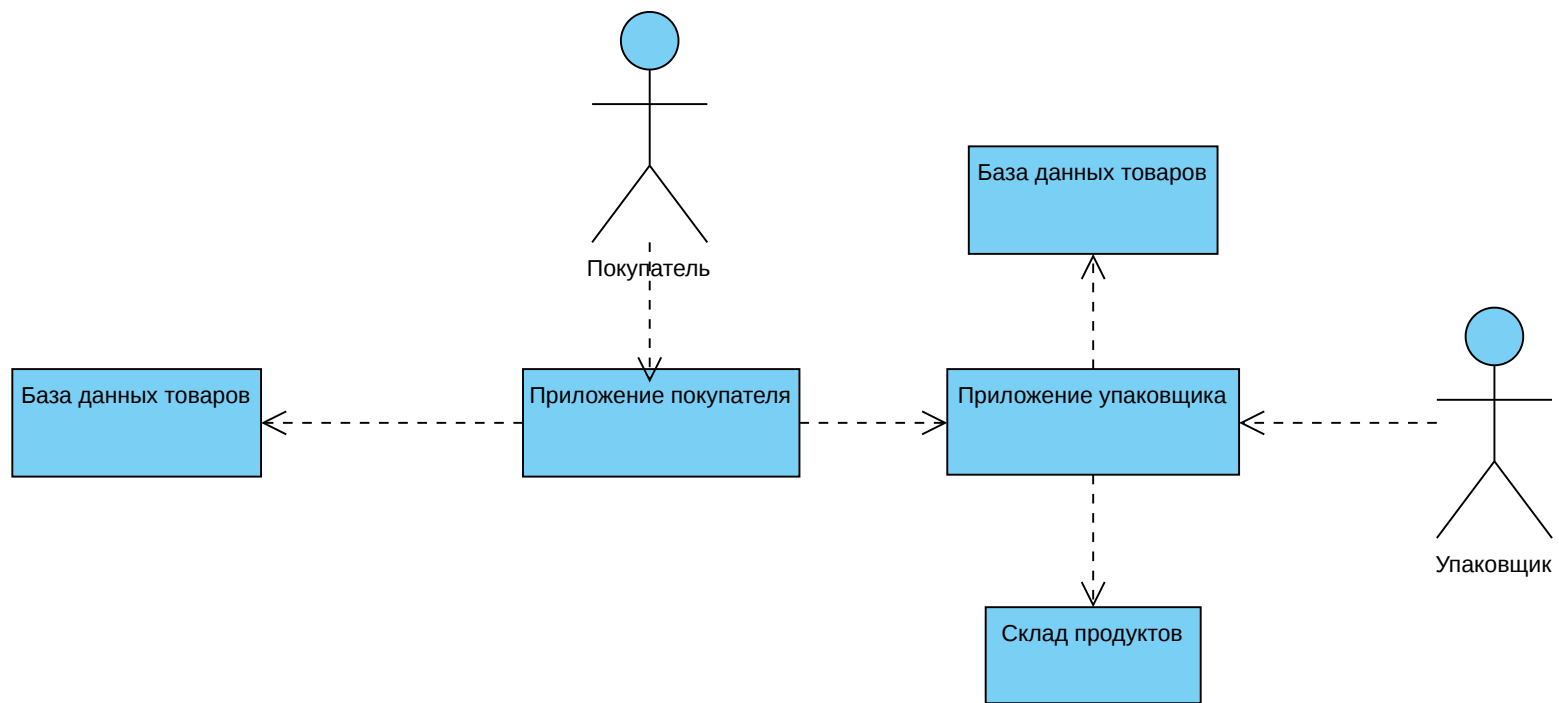 База данных товаров
Покупатель
База данных товаров
Приложение покупателя
Приложение упаковщика
Упаковщик
Склад продуктов